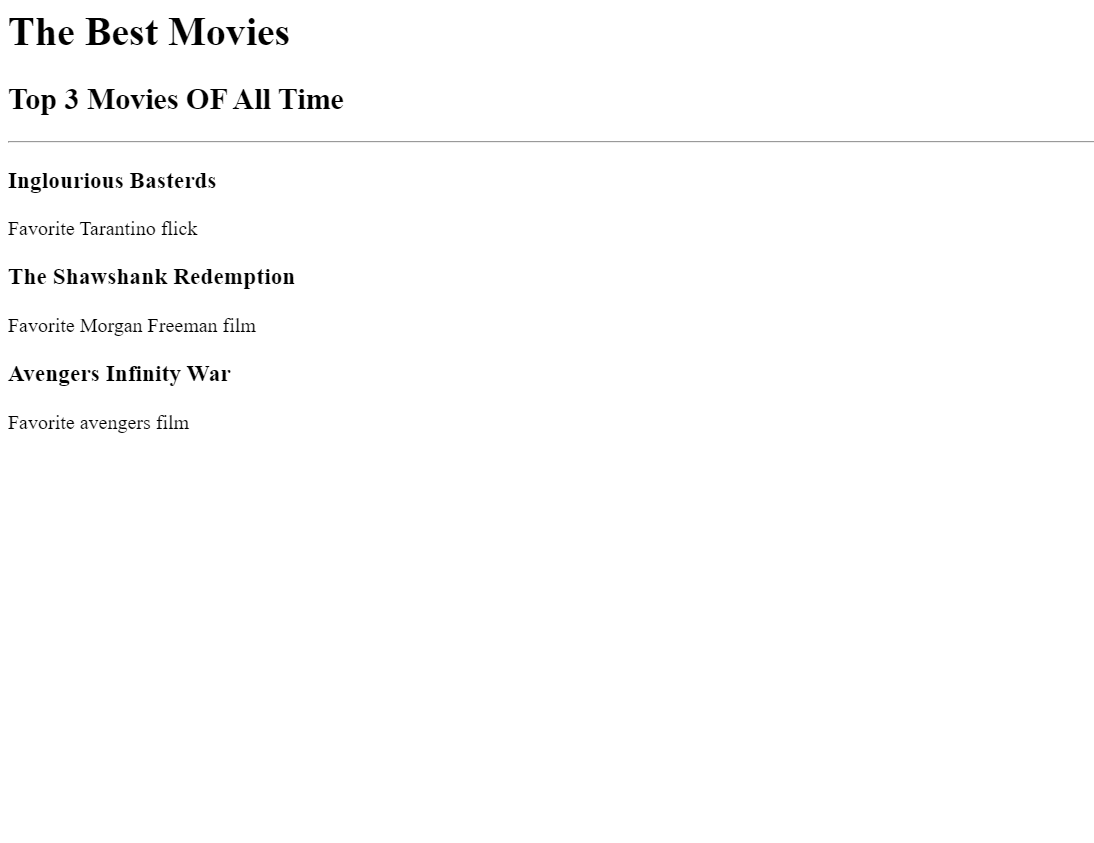 The Best Movies
Top 3 Movies OF All Time
Inglourious Basterds
Favorite Tarantino flick
The Shawshank Redemption
Favorite Morgan Freeman film
Avengers Infinity War
Favorite avengers film